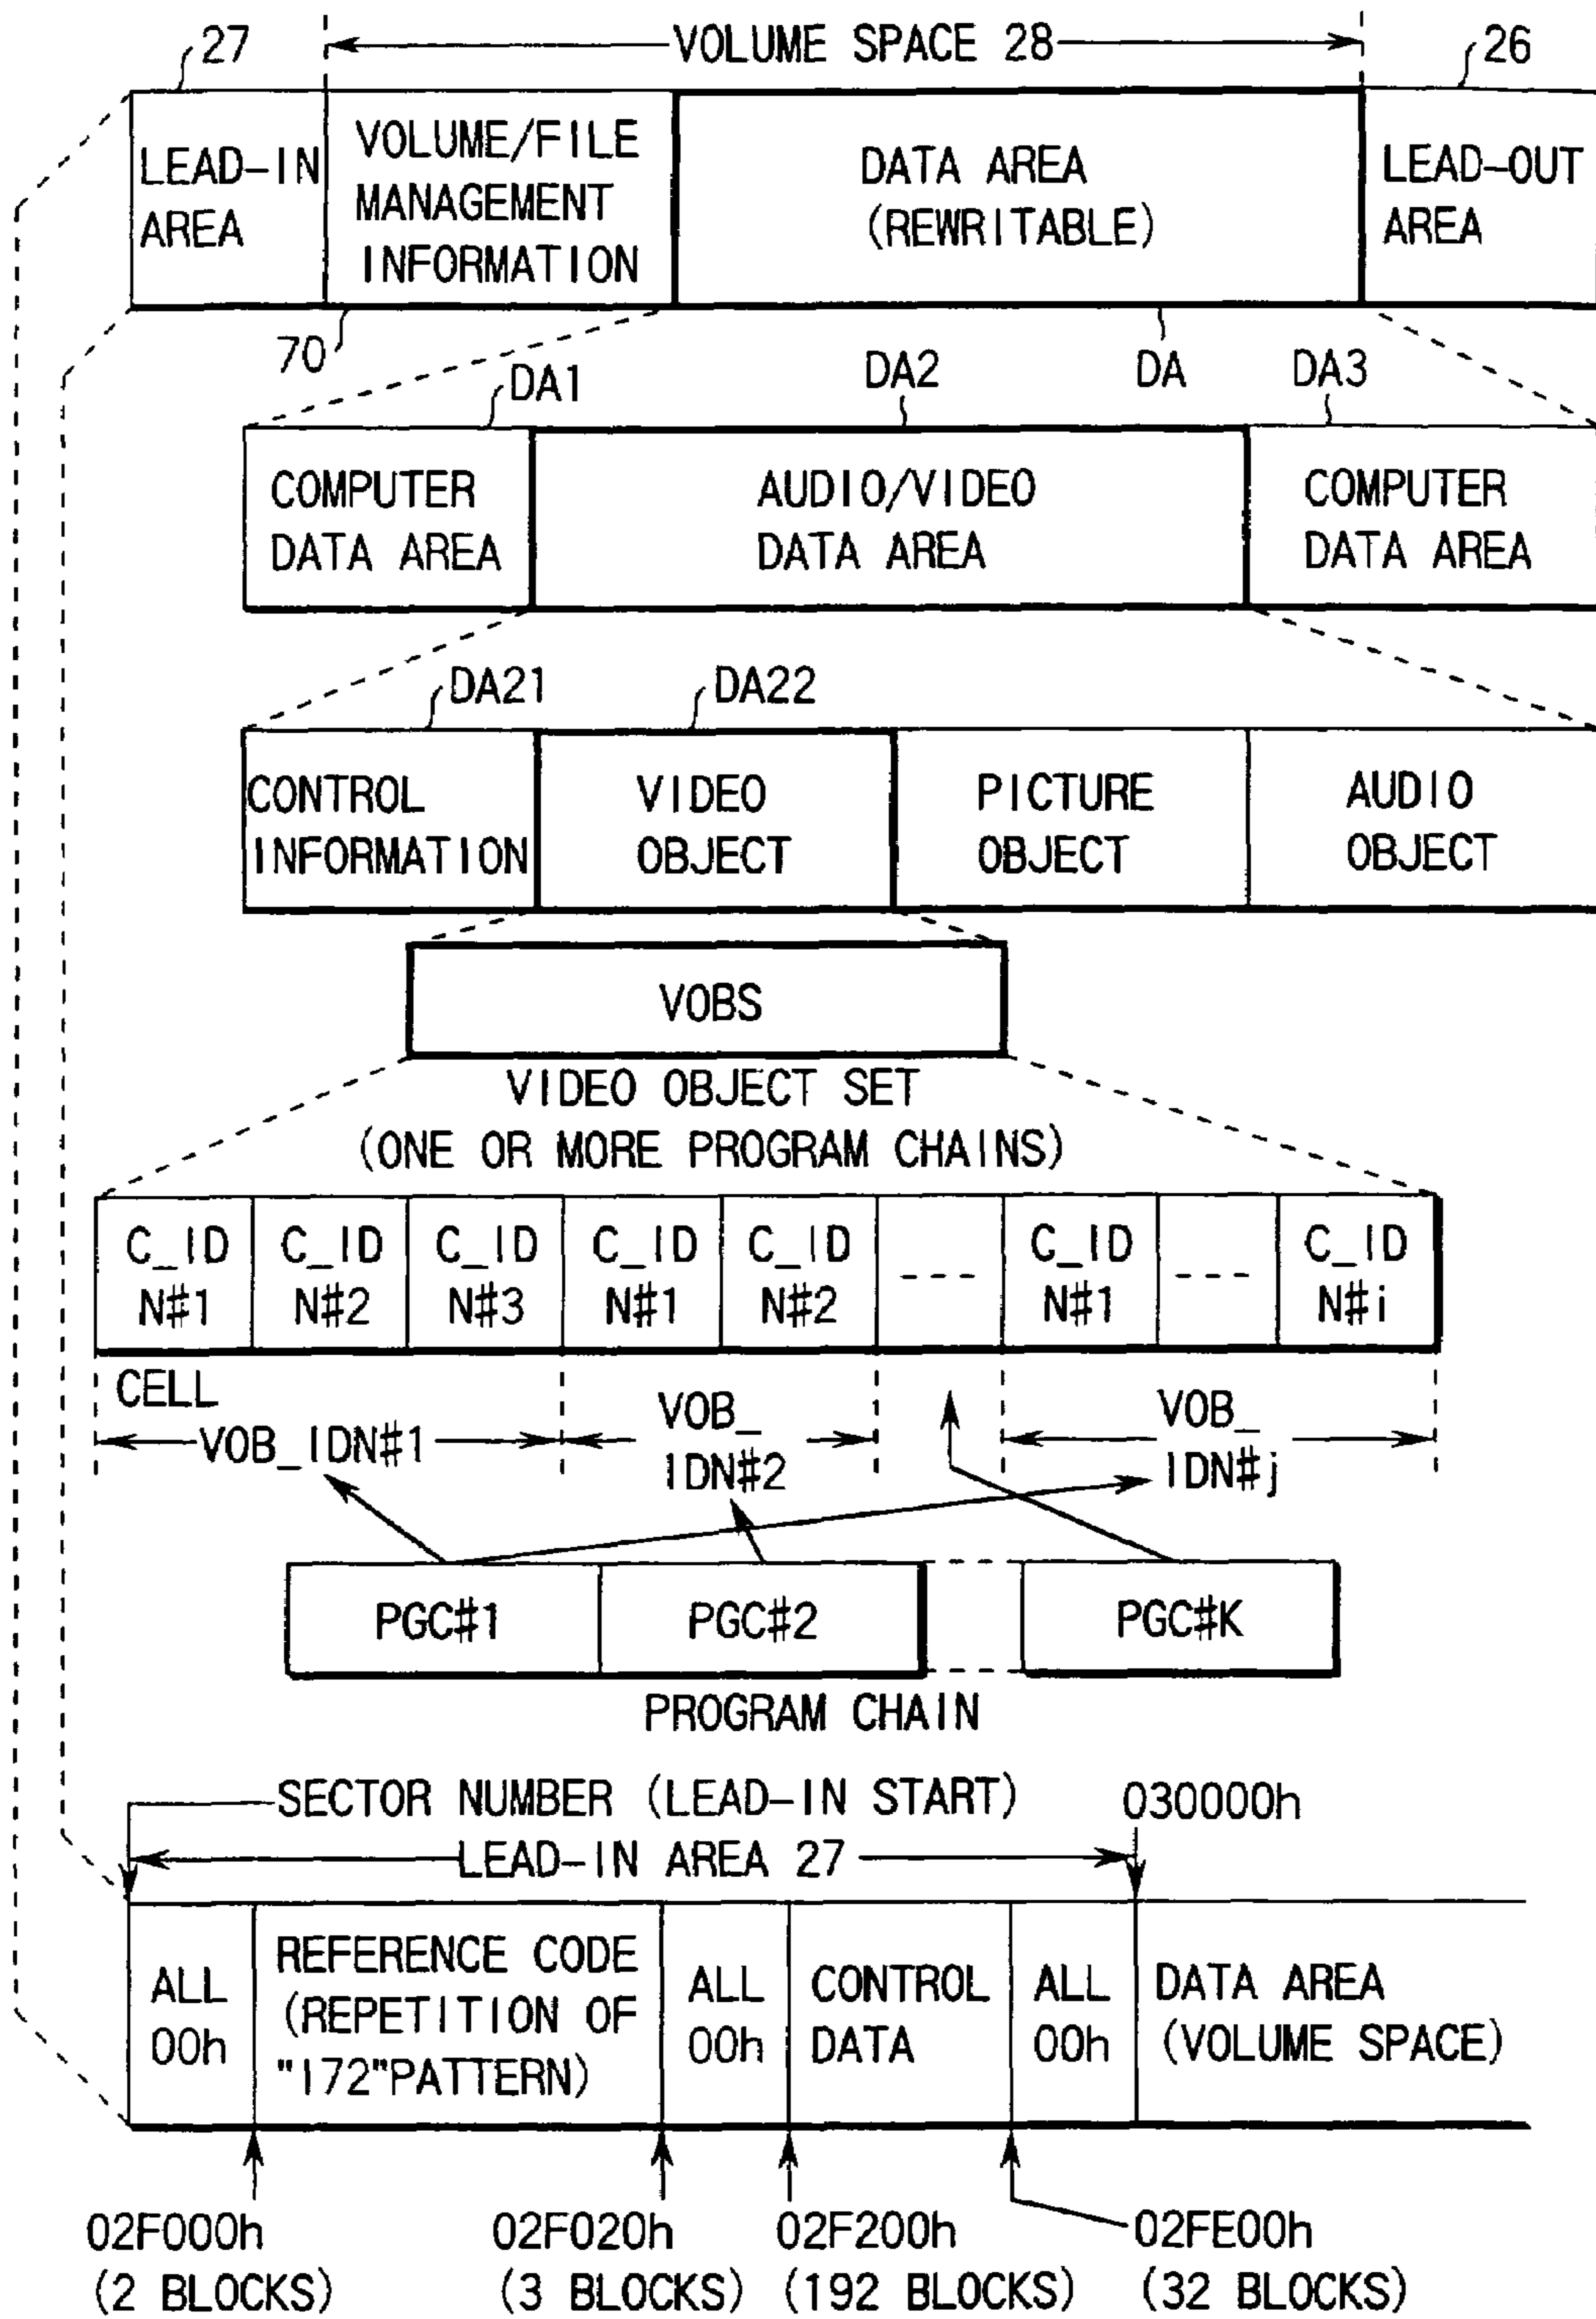 27
VOLUME SPACE 28
26
LEAD-IN
AREA
VOLUME/FILE
MANAGEMENT
INFORMATION
DATA AREA
(REWRITABLE)
LEAD-OUT
AREA
70
DA1
DA2
DA
DA3
COMPUTER
DATA AREA
AUDIO/VIDEO
DATA AREA
COMPUTER
DATA AREA
DA21
DA22
CONTROL
INFORMATION
VIDEO
OBJECT
PICTURE
OBJECT
AUDIO
OBJECT
VOBS
VIDEO OBJECT SET
(ONE OR MORE PROGRAM CHAINS)
C_ID
N#1
C_ID
N#2
C_ID
N#3
C_ID
N#1
C_ID
N#2
----
C_ID
N#1
----
C_ID
N#i
CELL
VOB_IDN#1
VOB_
IDN#2
VOB_
IDN#j
PGC#1
PGC#2
PGC#K
PROGRAM CHAIN
SECTOR NUMBER (LEAD-IN START)
030000h
LEAD-IN AREA 27
ALL
00h
REFERENCE CODE
(REPETITION OF
"172"PATTERN)
ALL
00h
CONTROL
DATA
ALL
00h
DATA AREA
(VOLUME SPACE)
02F000h
(2 BLOCKS)
02F020h
(3 BLOCKS)
02F200h
(192 BLOCKS)
02FE00h
(32 BLOCKS)